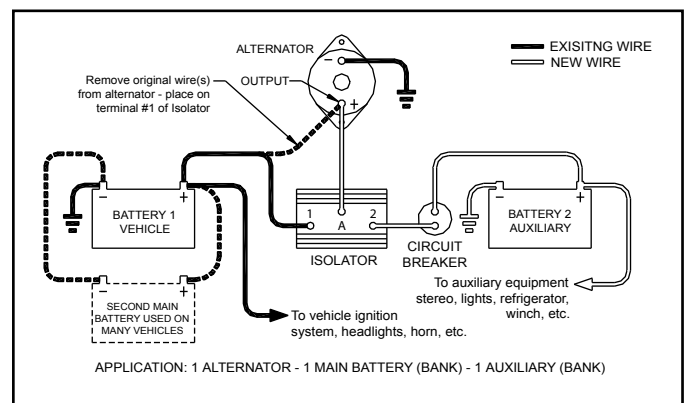 ALTERNATOR
EXISITNG WIRE
NEW WIRE
Remove original wire(s)
from alternator - place on
terminal #1 of Isolator
OUTPUT
-
+
- +
BATTERY 1
VEHICLE
1 A 2
ISOLATOR
CIRCUIT
BREAKER
- +
BATTERY 2
AUXILIARY
- +
SECOND MAIN
BATTERY USED ON
MANY VEHICLES
To vehicle ignition
system, headlights, horn, etc.
To auxiliary equipment
stereo, lights, refrigerator,
winch, etc.
APPLICATION: 1 ALTERNATOR - 1 MAIN BATTERY (BANK) - 1 AUXILIARY (BANK)